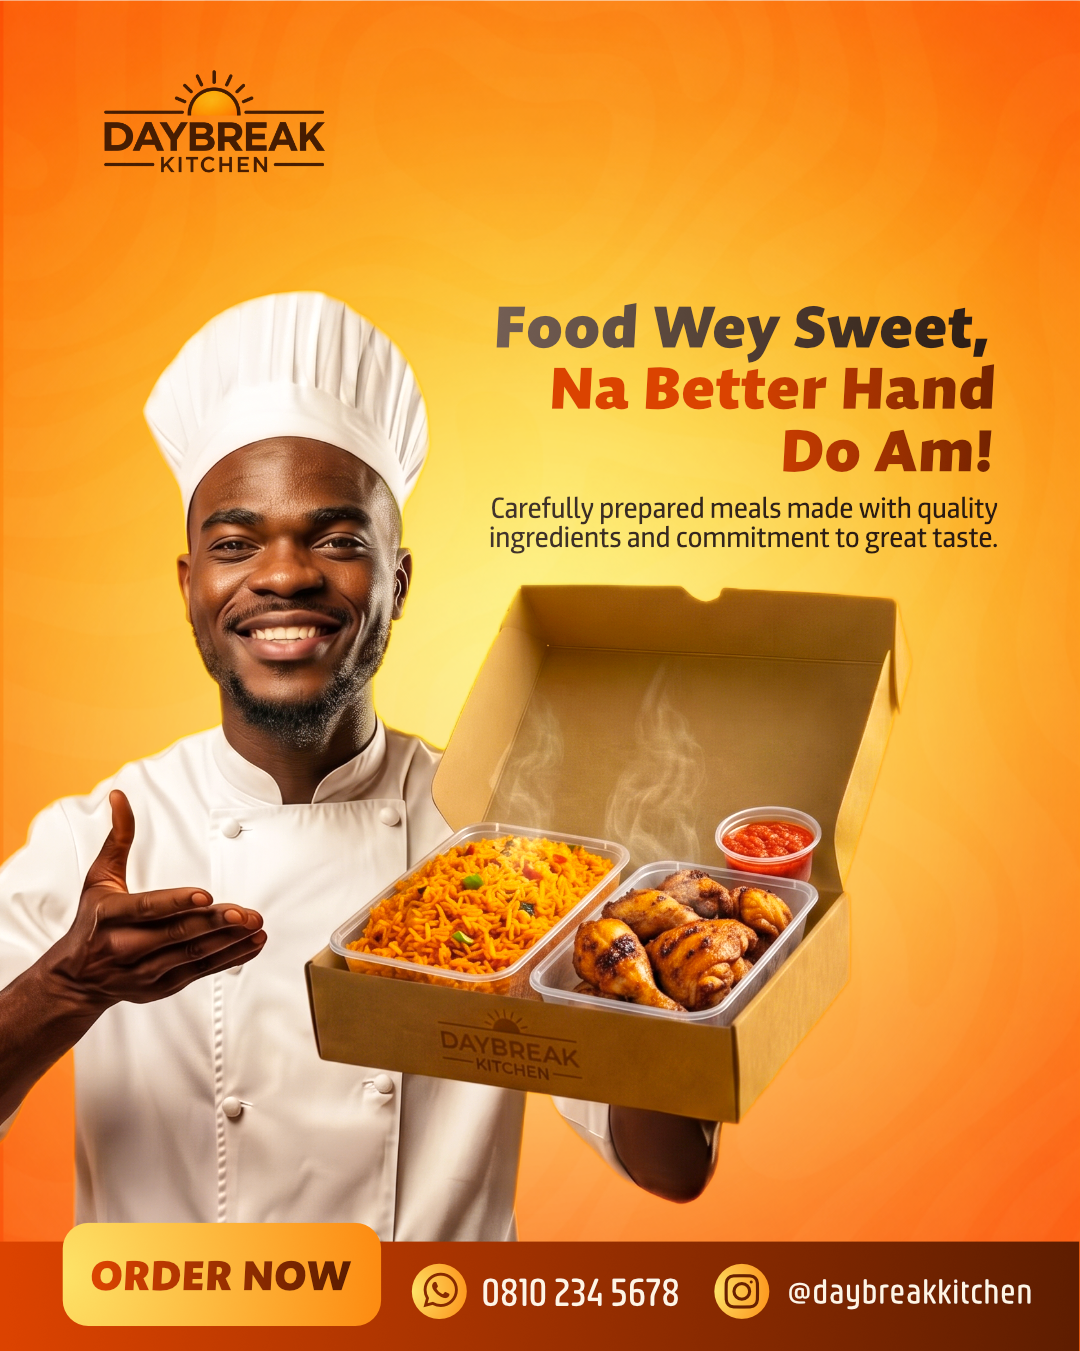 DAYBREAK
KITCHEN
Food Wey Sweet,
Na Better Hand
Do Am!
Carefully prepared meals made with quality
ingredients and commitment to great taste.
DAYBREAK
KITCHEN
ORDER NOW
0810 234 5678
@daybreakkitchen